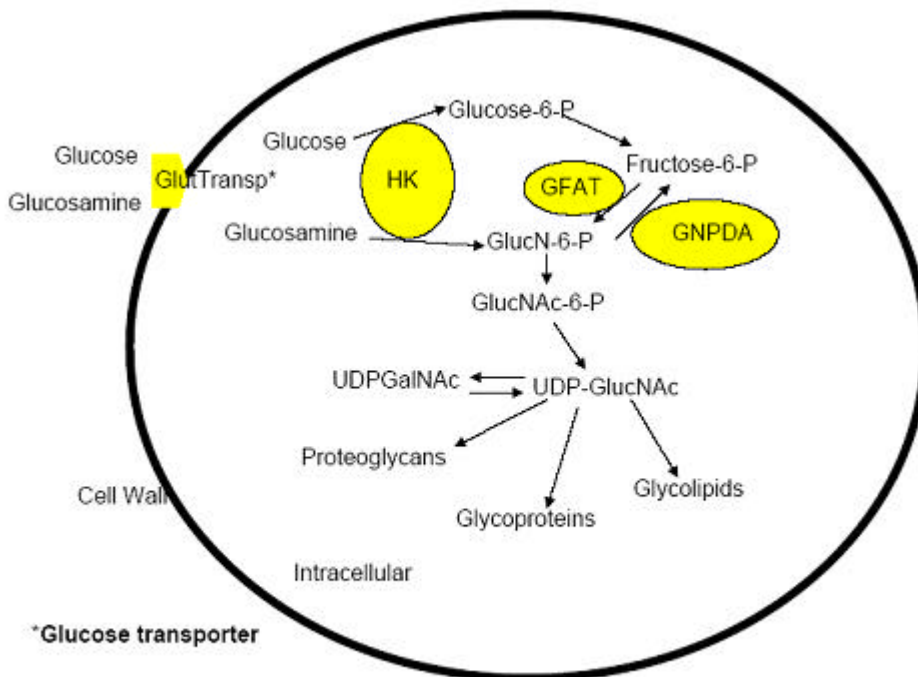 Glucose-6-P
Glucose
Glucose
Fructose-6-P
GlutTransp*
HK
GFAT
Glucosamine
Glucosamine
GlucN-6-P
GNPDA
GlucNAc-6-P
UDPGalNAc
UDP-GlucNAc
Proteoglycans
Glycolipids
Cell Wall
Glycoproteins
Intracellular
*Glucose transporter